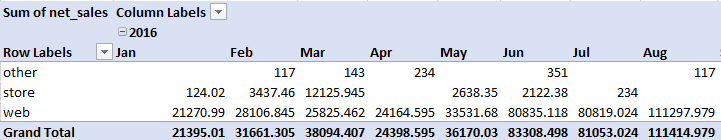 Sum of net_sales Column Labels
2016
Row Labels Jan Feb Mar Apr May Jun Jul Aug
other 117 143 234 351 117
store 124.02 3437.46 12125.945 2638.35 2122.38 234
web 21270.99 28106.845 25825.462 24164.595 33531.68 80835.118 80819.024 111297.979
Grand Total 21395.01 31661.305 38094.407 24398.595 36170.03 83308.498 81053.024 111414.979